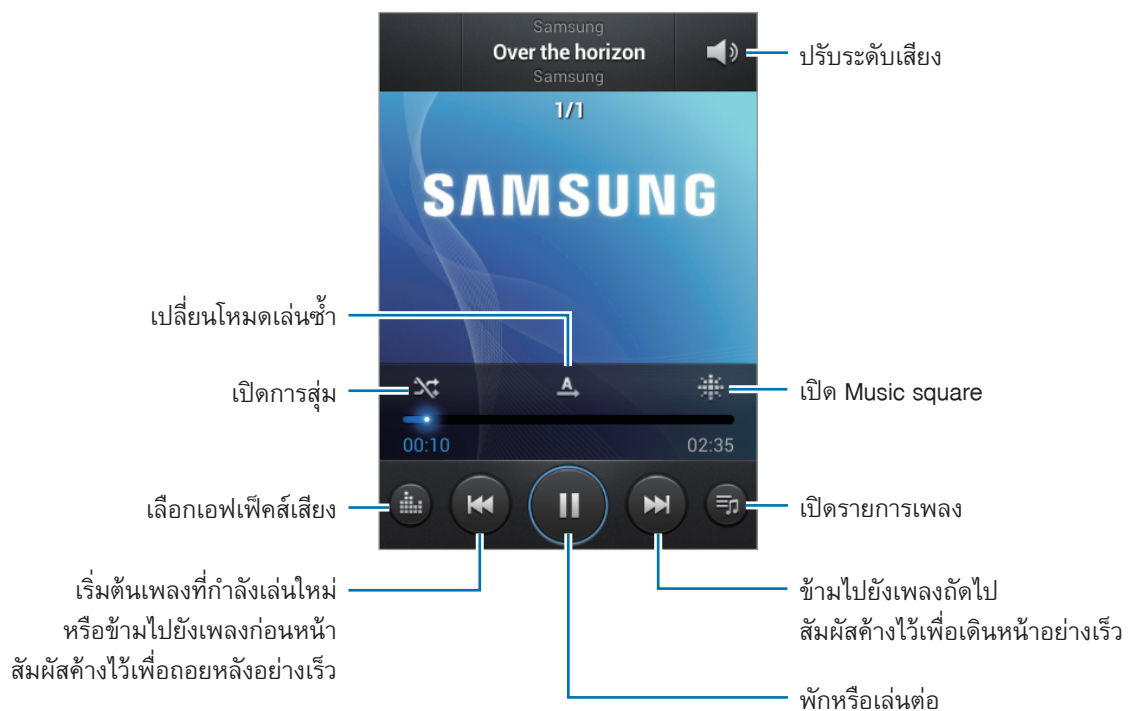 Samsung
Over the horizon
Samsung
ปรับระดับเสียง
1/1
SAMSUNG
เปลี่ยนโหมดเล่นซ้ำ
A
เปิดการสุ่ม
เปิด Music square
00:10
02:35
เลือกเอฟเฟ็คส์เสียง
เปิดรายการเพลง
เริ่มต้นเพลงที่กำลังเล่นใหม่
หรือข้ามไปยังเพลงก่อนหน้า
สัมผัสค้างไว้เพื่อถอยหลังอย่างเร็ว
ข้ามไปยังเพลงถัดไป
สัมผัสค้างไว้เพื่อเดินหน้าอย่างเร็ว
พักหรือเล่นต่อ